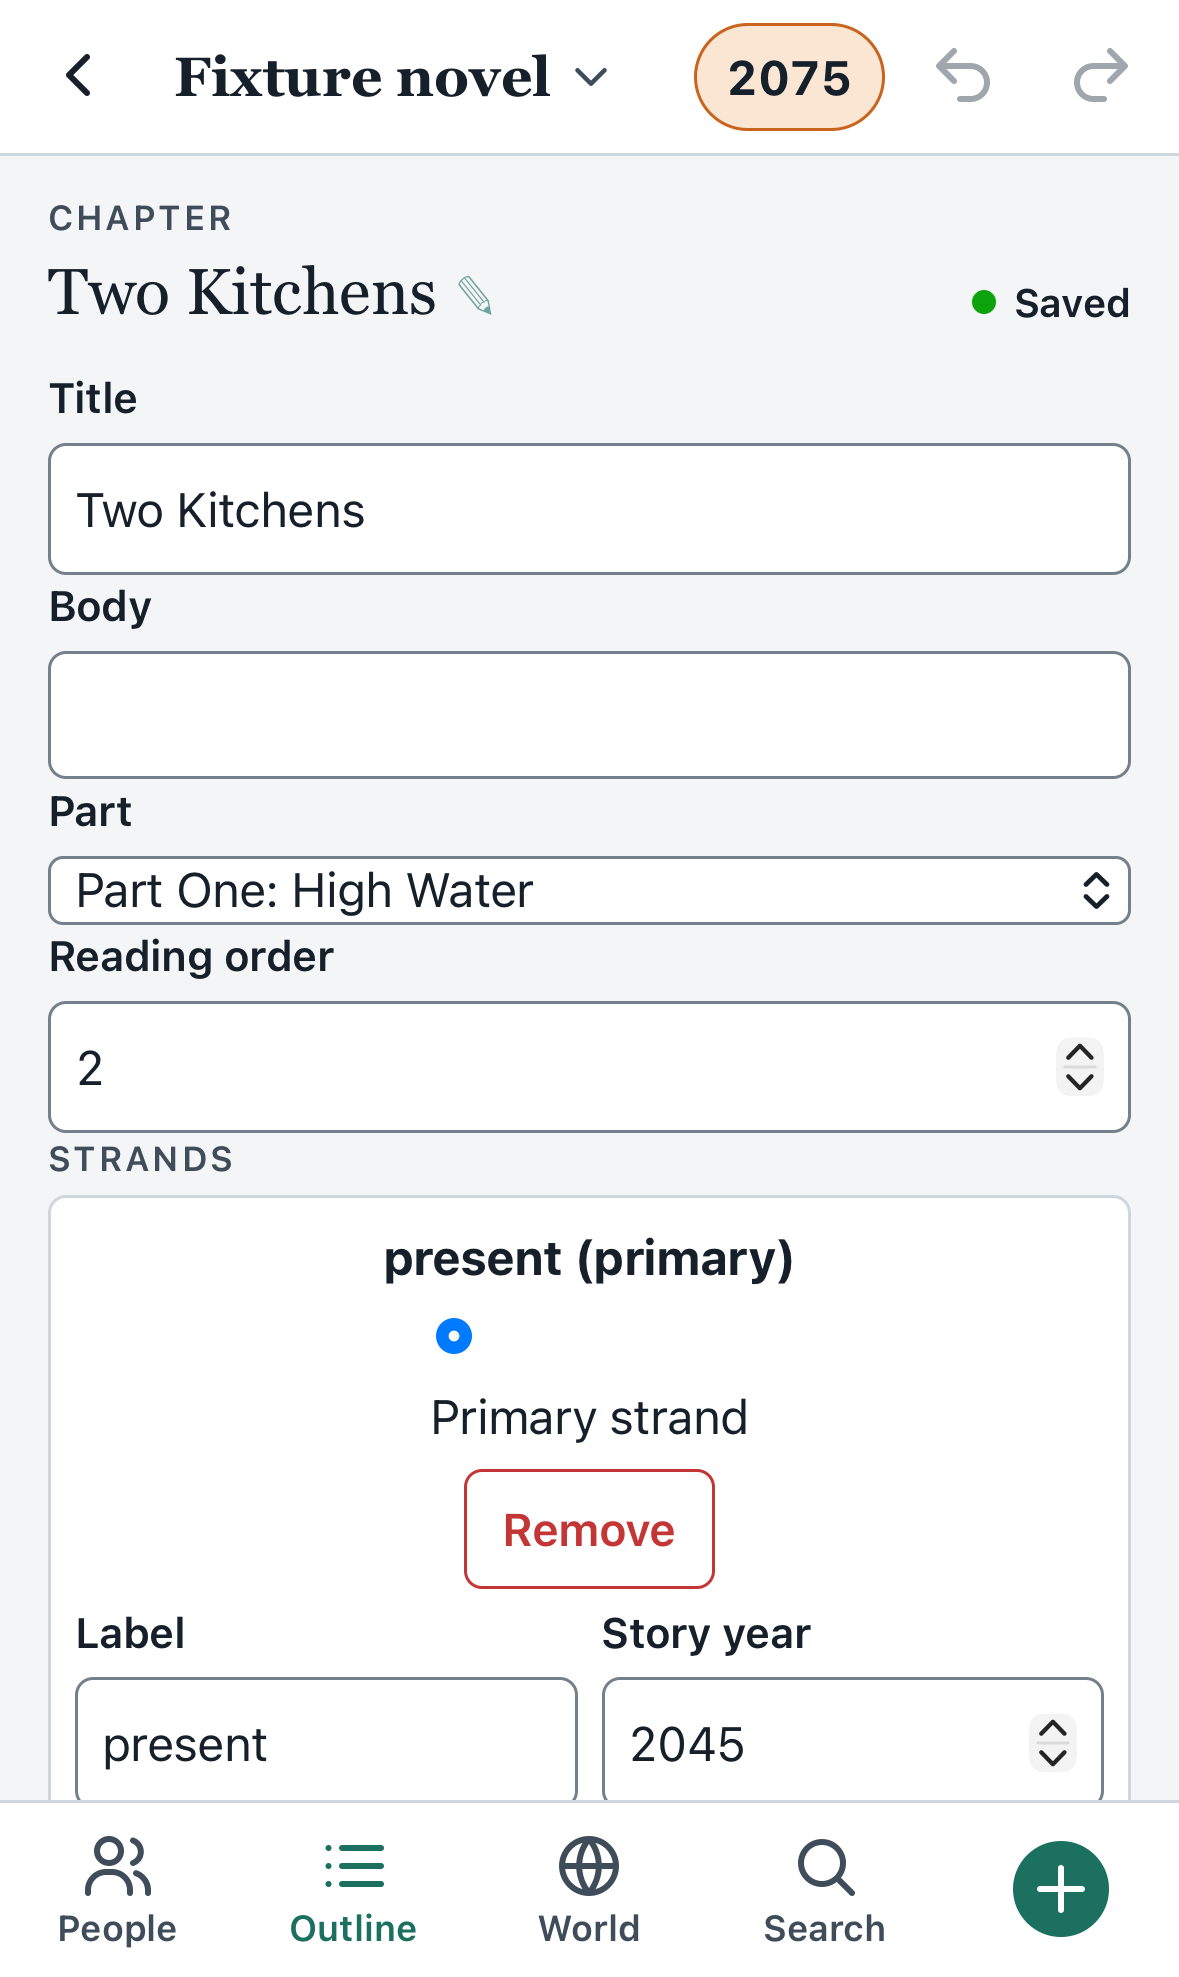 Fixture novel
2075
CHAPTER
Two Kitchens
Saved
Title
Two Kitchens
Body
Part
Part One: High Water
Reading order
2
STRANDS
present (primary)
Primary strand
Remove
Label
Story year
present
2045
People
Outline
World
Search